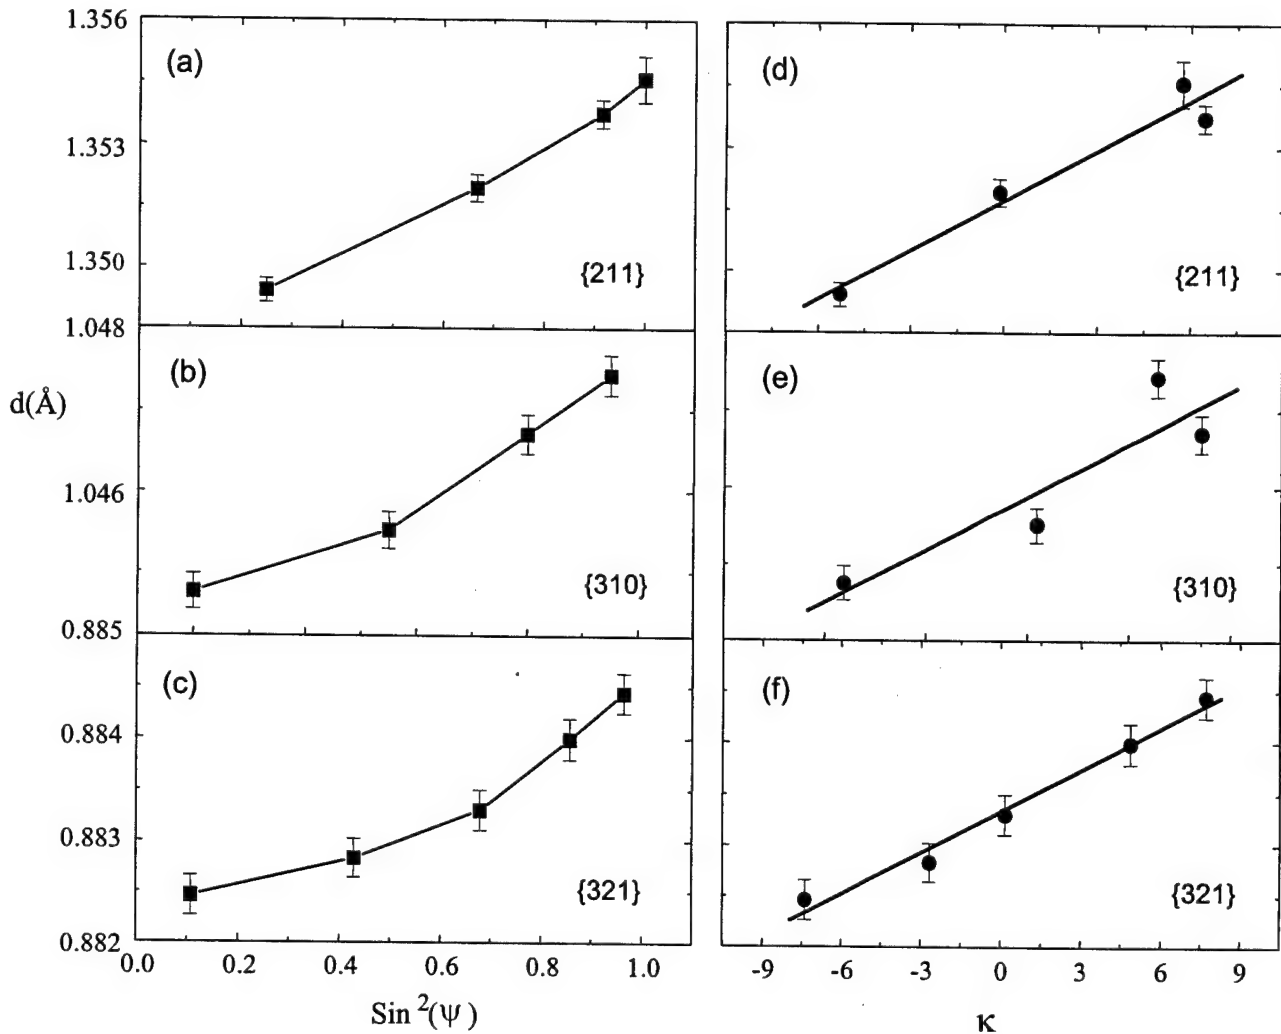 1.356
(a)
(d)
1.353
1.350
{211}
{211}
1.048
(b)
(e)
d(Å)
1.046
{310}
{310}
0.885
(c)
(f)
0.884
0.883
{321}
{321}
0.882
0.0 0.2 0.4 0.6 0.8 1.0
-9 -6 -3 0 3 6 9
Sin²(ψ)
κ